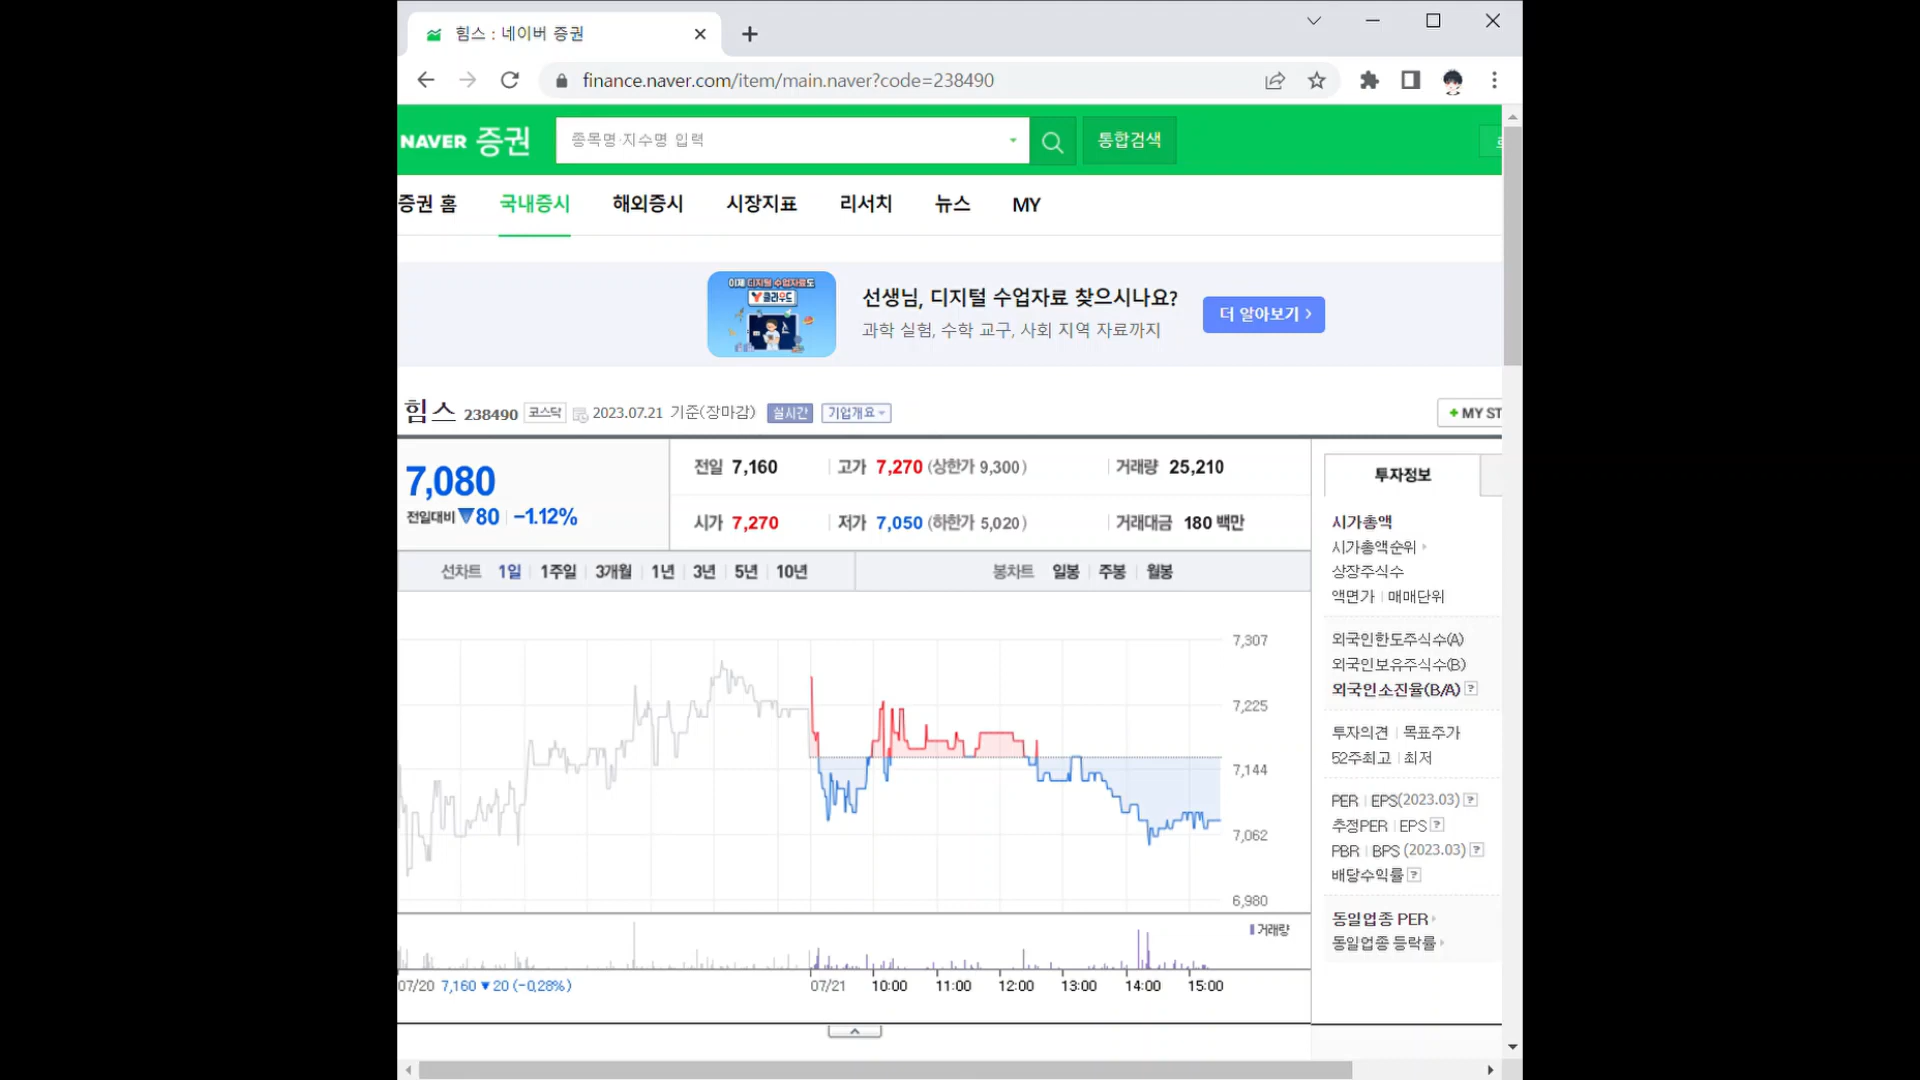 힘스 : 네이버 증권
finance.naver.com/item/main.naver?code=238490
NAVER 증권
종목명·지수명 입력
통합검색
증권 홈 국내증시 해외증시 시장지표 리서치 뉴스 MY
이제 디지털 수업자료도
클라우드
선생님, 디지털 수업자료 찾으시나요?
과학 실험, 수학 교구, 사회 지역 자료까지
더 알아보기 >
힘스 238490 코스닥 2023.07.21 기준(장마감) 실시간 기업개요
+ MY ST
7,080
전일대비 ▼80 -1.12%
전일 7,160 고가 7,270 (상한가 9,300) 거래량 25,210
시가 7,270 저가 7,050 (하한가 5,020) 거래대금 180 백만
선차트 1일 1주일 3개월 1년 3년 5년 10년
봉차트 일봉 주봉 월봉
7,307
7,225
7,144
7,062
6,980
거래량
07/20 7,160 ▼20 (-0.28%)
07/21 10:00 11:00 12:00 13:00 14:00 15:00
투자정보
시가총액
시가총액순위
상장주식수
액면가 | 매매단위
외국인한도주식수(A)
외국인보유주식수(B)
외국인소진율(B/A) ?
투자의견 | 목표주가
52주최고 | 최저
PER | EPS(2023.03) ?
추정PER | EPS ?
PBR | BPS (2023.03) ?
배당수익률 ?
동일업종 PER
동일업종 등락률